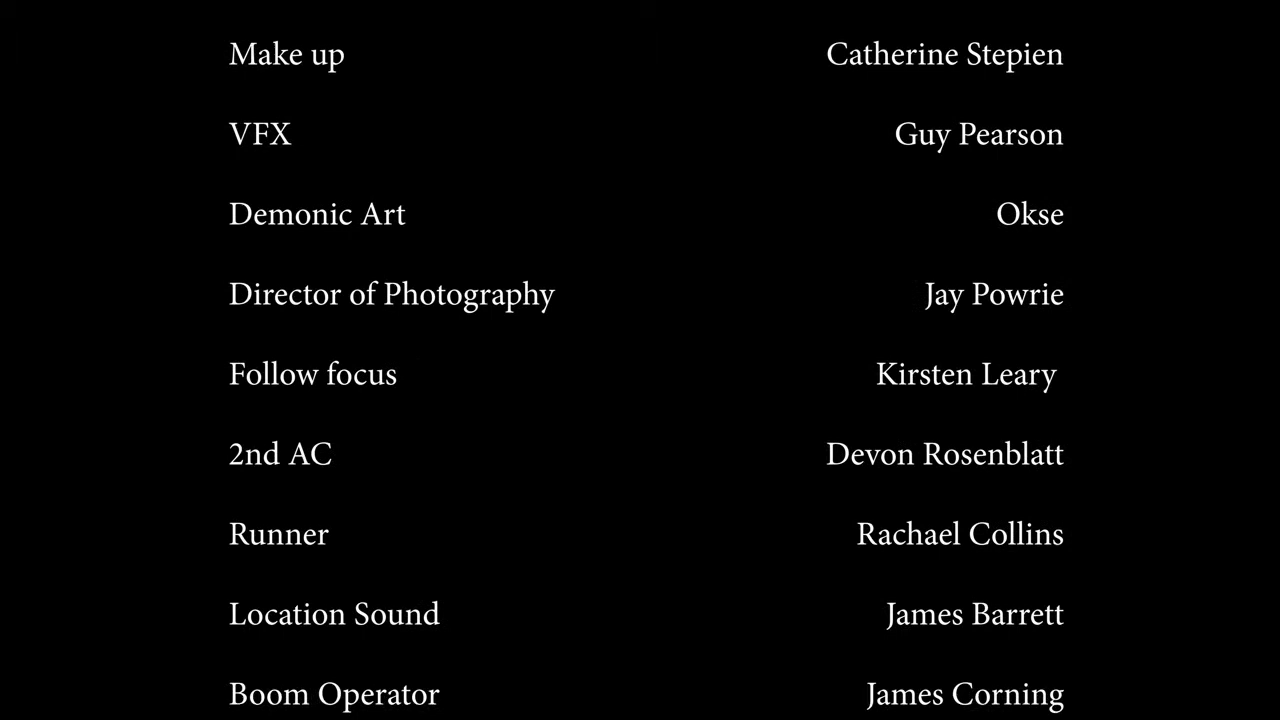 Make up Catherine Stepien
VFX Guy Pearson
Demonic Art Okse
Director of Photography Jay Powrie
Follow focus Kirsten Leary
2nd AC Devon Rosenblatt
Runner Rachael Collins
Location Sound James Barrett
Boom Operator James Corning